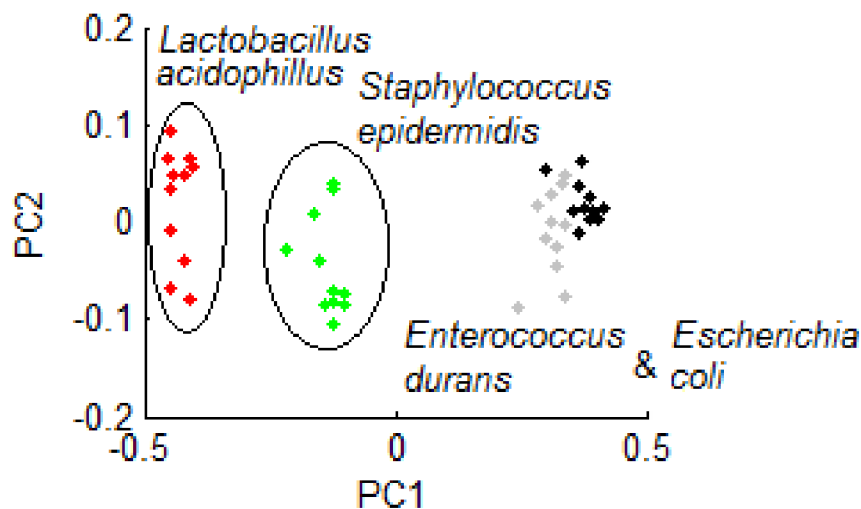 0.2
Lactobacillus
acidophillus
Staphylococcus
epidermidis
0.1
0
-0.1
-0.2
PC2
Enterococcus
durans
&
Escherichia
coli
-0.5
0
0.5
PC1